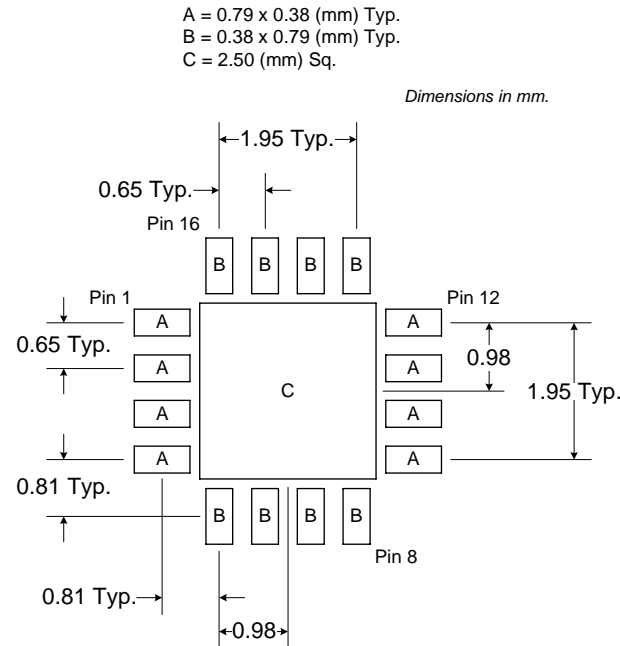 A = 0.79 x 0.38 (mm) Typ.
B = 0.38 x 0.79 (mm) Typ.
C = 2.50 (mm) Sq.
Dimensions in mm.
1.95 Typ.
0.65 Typ.
Pin 16
B B B B
Pin 1
Pin 12
A A
0.65 Typ.
0.98
A A
C
1.95 Typ.
A A
A A
0.81 Typ.
B B B B
Pin 8
0.81 Typ.
0.98